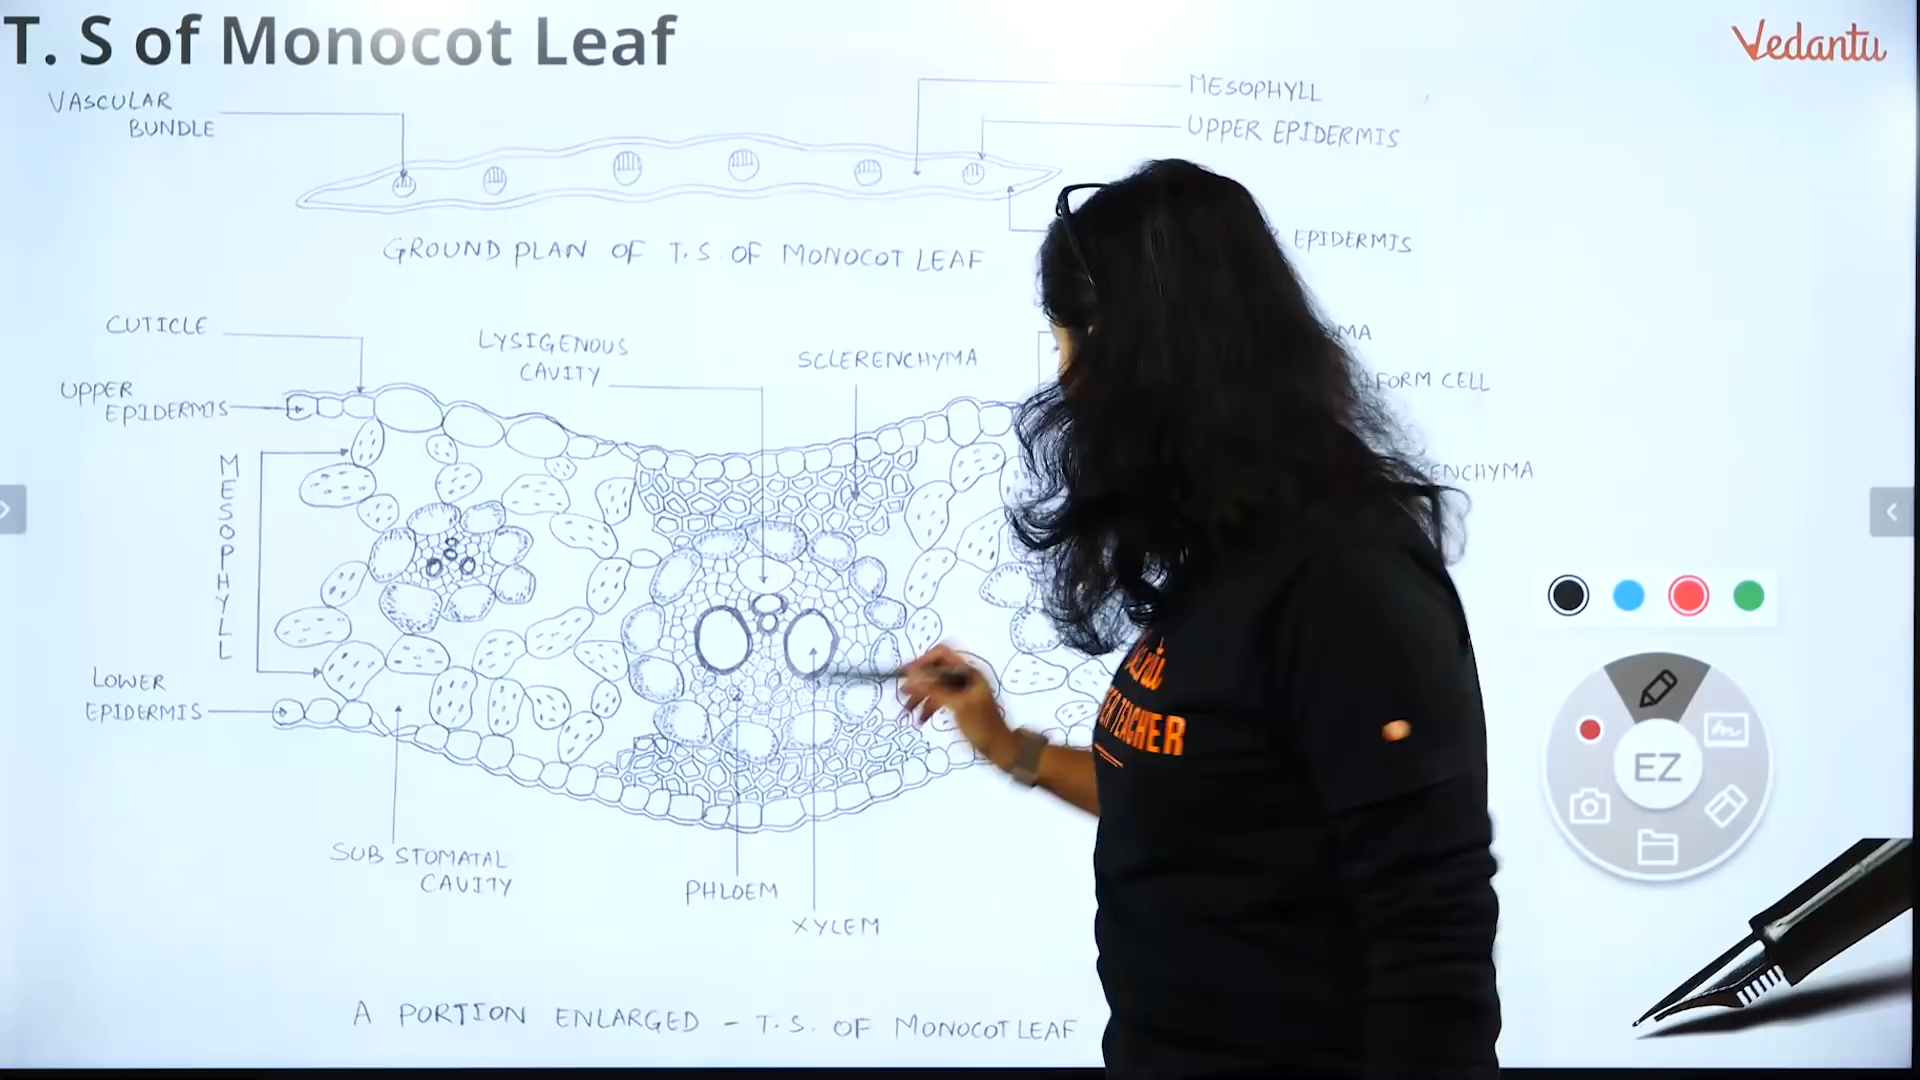 T. S of Monocot Leaf
Vedantu
VASCULAR
BUNDLE
MESOPHYLL
UPPER EPIDERMIS
EPIDERMIS
GROUND PLAN OF T.S. OF MONOCOT LEAF
CUTICLE
UPPER
EPIDERMIS
LYSIGENOUS
CAVITY
SCLERENCHYMA
FORM CELL
MESOPHYLL
LOWER
EPIDERMIS
TEACHER
EZ
SUB STOMATAL
CAVITY
PHLOEM
XYLEM
A PORTION ENLARGED - T.S. OF MONOCOT LEAF